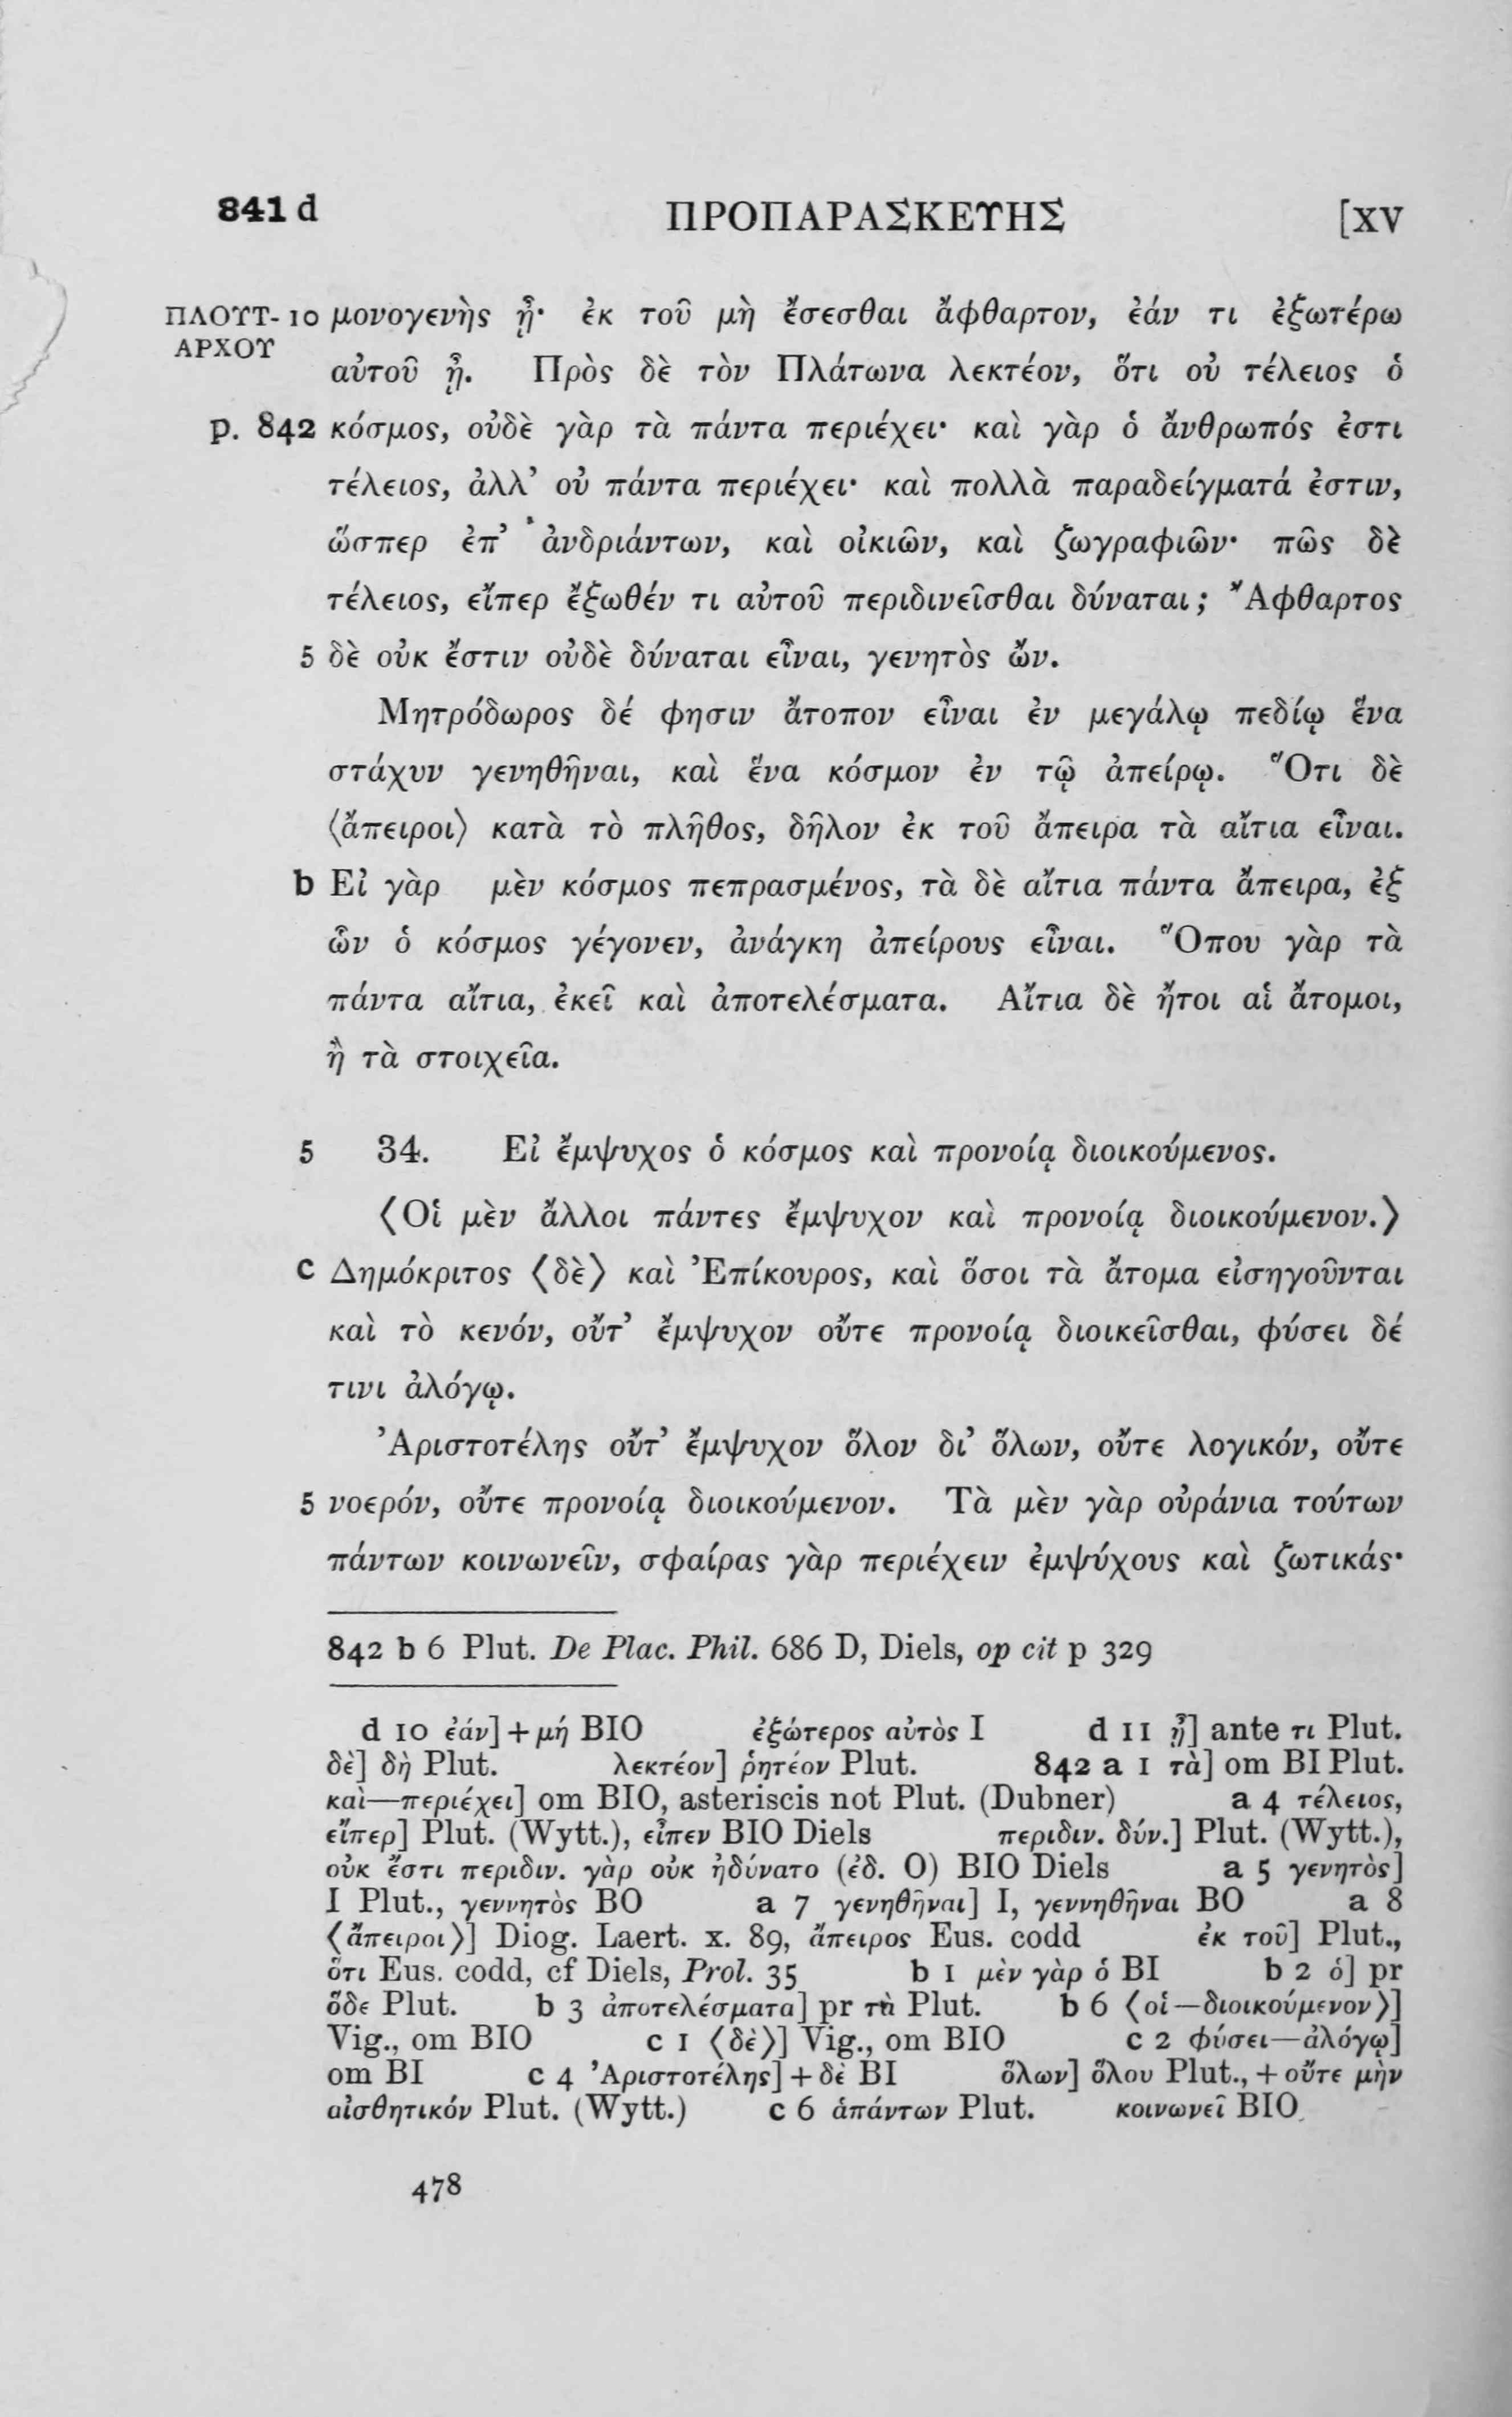 841 d ΠΡΟΠΑΡΑΣΚΕΥΗΣ [XV
ΠΛΟΥΤ- 10 μονογενὴς ᾖ· ἐκ τοῦ μὴ ἔσεσθαι ἄφθαρτον, ἐάν τι ἐξωτέρω
ΑΡΧΟΥ
αὐτοῦ ᾖ. Πρὸς δὲ τὸν Πλάτωνα λεκτέον, ὅτι οὐ τέλειος ὁ
p. 842 κόσμος, οὐδὲ γὰρ τὰ πάντα περιέχει· καὶ γὰρ ὁ ἄνθρωπός ἐστι
τέλειος, ἀλλ’ οὐ πάντα περιέχει· καὶ πολλὰ παραδείγματά ἐστιν,
ὥσπερ ἐπ’ ἀνδριάντων, καὶ οἰκιῶν, καὶ ζωγραφιῶν· πῶς δὲ
τέλειος, εἴπερ ἔξωθέν τι αὐτοῦ περιδινεῖσθαι δύναται; Ἄφθαρτος
5 δὲ οὐκ ἔστιν οὐδὲ δύναται εἶναι, γενητὸς ὤν.
Μητρόδωρος δέ φησιν ἄτοπον εἶναι ἐν μεγάλῳ πεδίῳ ἕνα
στάχυν γενηθῆναι, καὶ ἕνα κόσμον ἐν τῷ ἀπείρῳ. Ὅτι δὲ
⟨ἄπειροι⟩ κατὰ τὸ πλῆθος, δῆλον ἐκ τοῦ ἄπειρα τὰ αἴτια εἶναι.
b Εἰ γὰρ μὲν κόσμος πεπρασμένος, τὰ δὲ αἴτια πάντα ἄπειρα, ἐξ
ὧν ὁ κόσμος γέγονεν, ἀνάγκη ἀπείρους εἶναι. Ὅπου γὰρ τὰ
πάντα αἴτια, ἐκεῖ καὶ ἀποτελέσματα. Αἴτια δὲ ἤτοι αἱ ἄτομοι,
ἢ τὰ στοιχεῖα.
5 34. Εἰ ἔμψυχος ὁ κόσμος καὶ προνοίᾳ διοικούμενος.
⟨Οἱ μὲν ἄλλοι πάντες ἔμψυχον καὶ προνοίᾳ διοικούμενον.⟩
c Δημόκριτος ⟨δὲ⟩ καὶ Ἐπίκουρος, καὶ ὅσοι τὰ ἄτομα εἰσηγοῦνται
καὶ τὸ κενόν, οὔτ’ ἔμψυχον οὔτε προνοίᾳ διοικεῖσθαι, φύσει δέ
τινι ἀλόγῳ.
Ἀριστοτέλης οὔτ’ ἔμψυχον ὅλον δι’ ὅλων, οὔτε λογικόν, οὔτε
5 νοερόν, οὔτε προνοίᾳ διοικούμενον. Τὰ μὲν γὰρ οὐράνια τούτων
πάντων κοινωνεῖν, σφαίρας γὰρ περιέχειν ἐμψύχους καὶ ζωτικάς·
842 b 6 Plut. De Plac. Phil. 686 D, Diels, op cit p 329
d 10 ἐάν] + μή BIO ἐξώτερος αὐτὸς I d 11 ᾖ] ante τι Plut.
δὲ] δὴ Plut. λεκτέον] ῥητέον Plut. 842 a 1 τὰ] om BI Plut.
καὶ—περιέχει] om BIO, asteriscis not Plut. (Dubner) a 4 τέλειος,
εἴπερ] Plut. (Wytt.), εἶπεν BIO Diels περιδιν. δύν.] Plut. (Wytt.),
οὐκ ἔστι περιδιν. γὰρ οὐκ ἠδύνατο (ἐδ. O) BIO Diels a 5 γενητὸς]
I Plut., γεννητὸς BO a 7 γενηθῆναι] I, γεννηθῆναι BO a 8
⟨ἄπειροι⟩] Diog. Laert. x. 89, ἄπειρος Eus. codd ἐκ τοῦ] Plut.,
ὅτι Eus. codd, cf Diels, Prol. 35 b 1 μὲν γὰρ ὁ BI b 2 ὁ] pr
ὅδε Plut. b 3 ἀποτελέσματα] pr τὰ Plut. b 6 ⟨οἱ—διοικούμενον⟩]
Vig., om BIO c 1 ⟨δὲ⟩] Vig., om BIO c 2 φύσει—ἀλόγῳ]
om BI c 4 Ἀριστοτέλης] + δὲ BI ὅλων] ὅλου Plut., + οὔτε μὴν
αἰσθητικόν Plut. (Wytt.) c 6 ἁπάντων Plut. κοινωνεῖ BIO
478